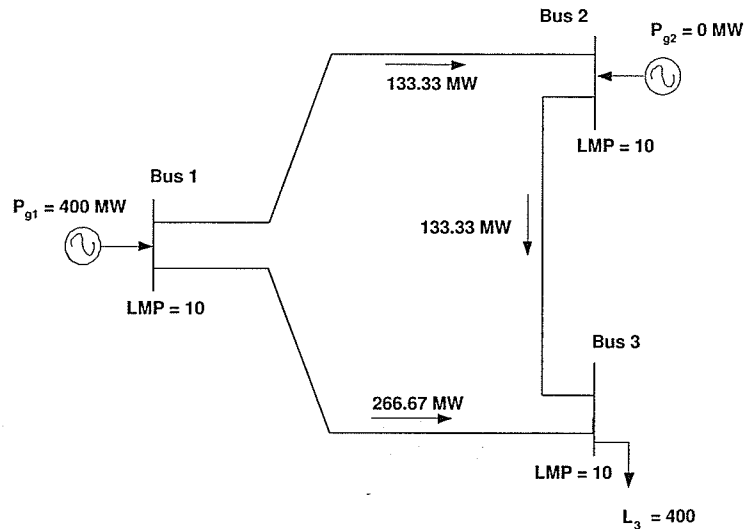 Bus 2
P_g2 = 0 MW
133.33 MW
LMP = 10
Bus 1
P_g1 = 400 MW
133.33 MW
LMP = 10
Bus 3
266.67 MW
LMP = 10
L_3 = 400